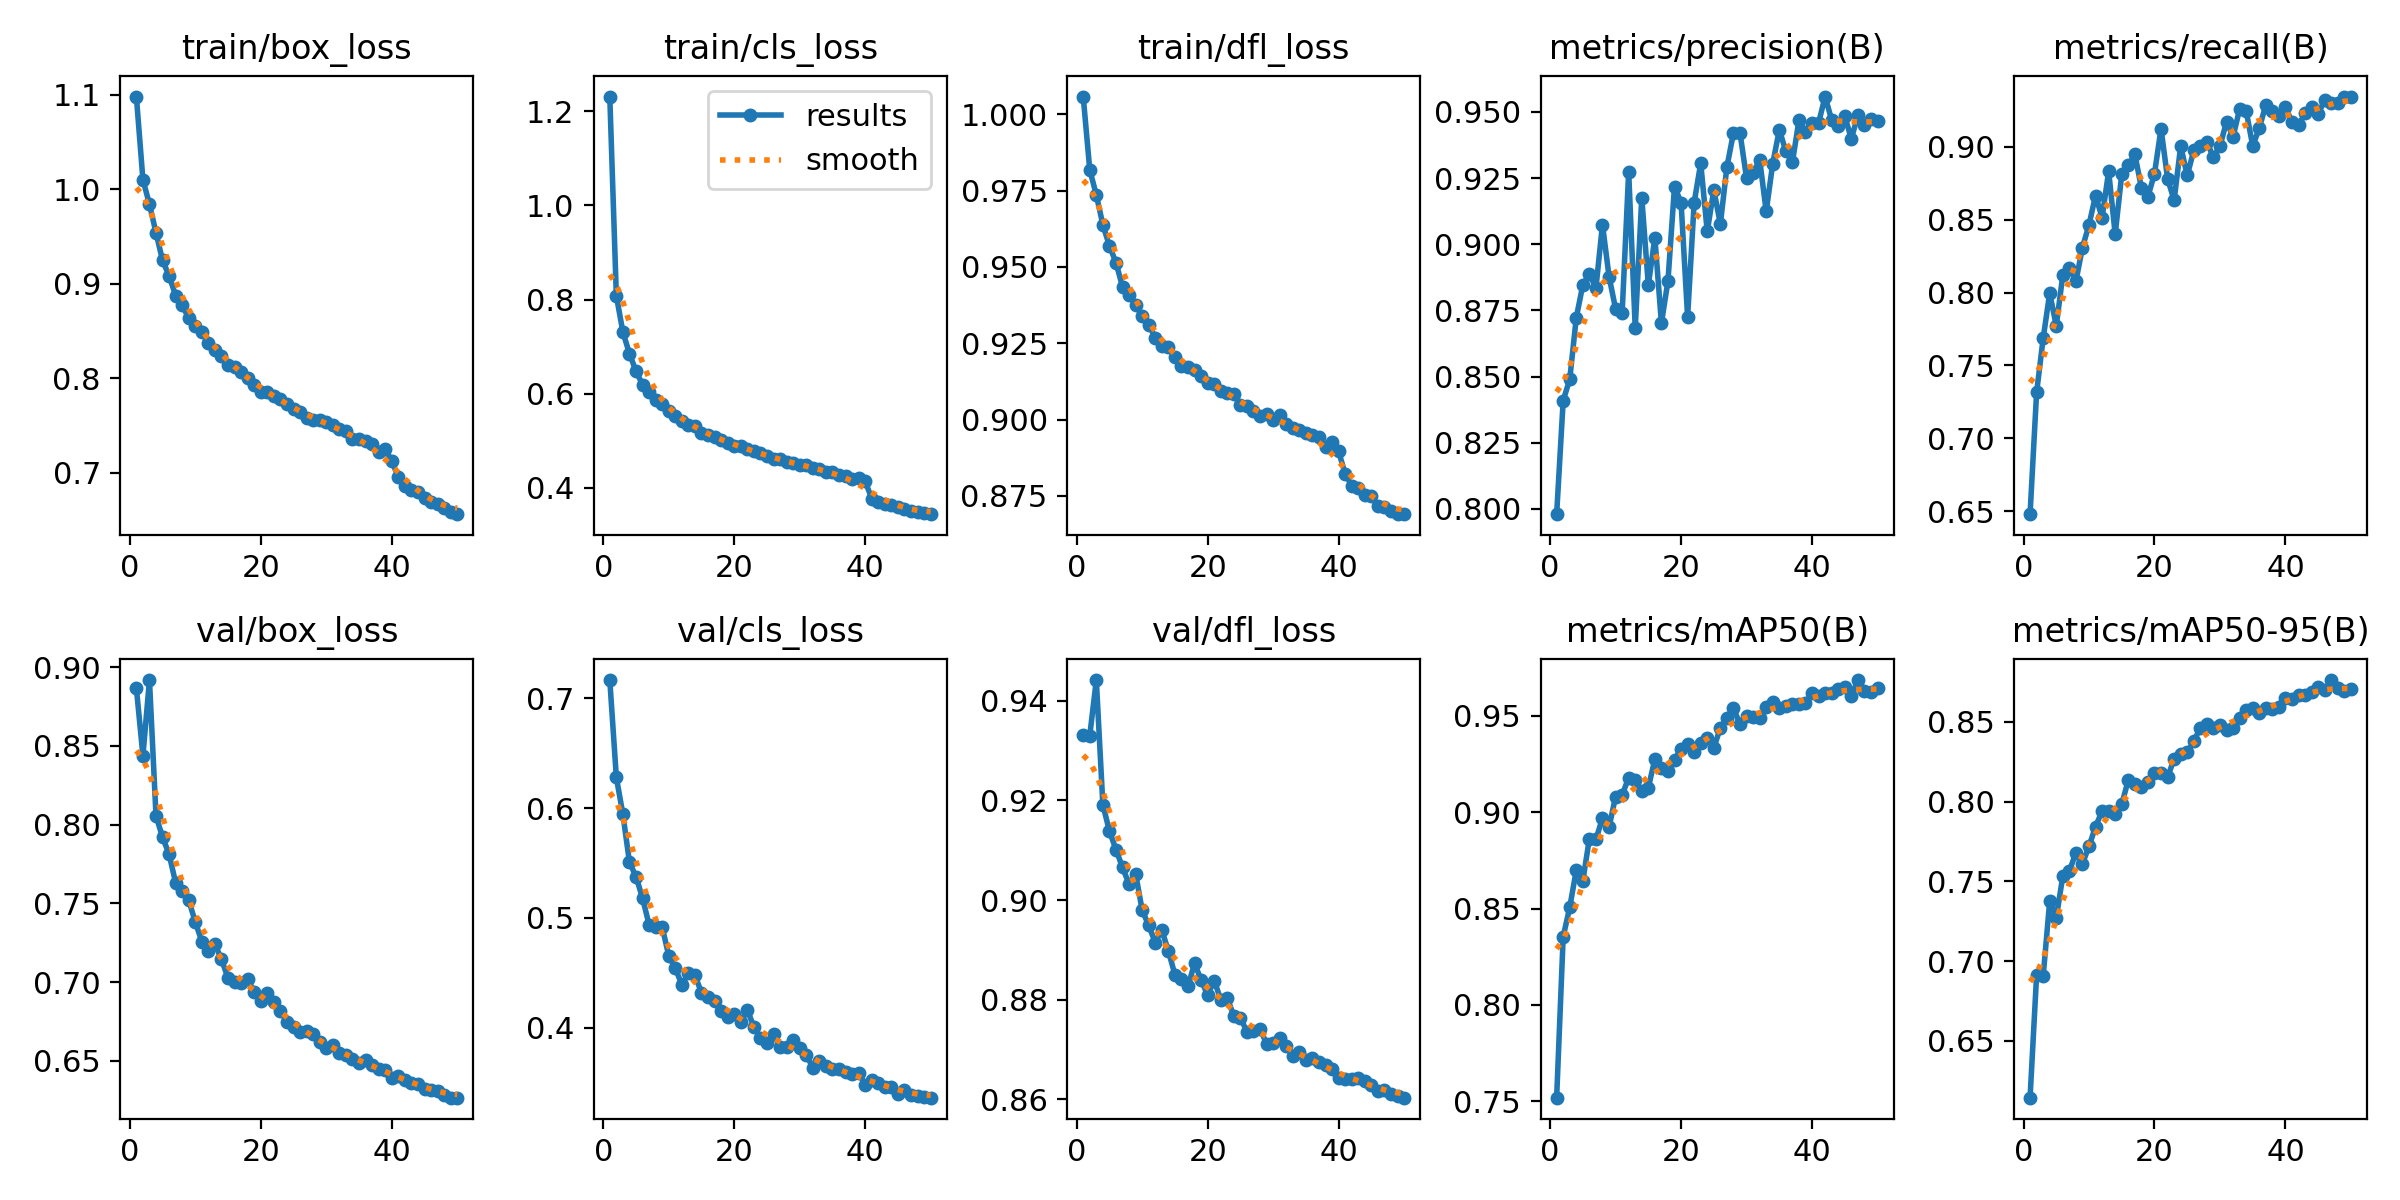 train/box_loss
1.1
1.0
0.9
0.8
0.7
0 20 40
train/cls_loss
results
smooth
1.2
1.0
0.8
0.6
0.4
0 20 40
train/dfl_loss
1.000
0.975
0.950
0.925
0.900
0.875
0 20 40
metrics/precision(B)
0.950
0.925
0.900
0.875
0.850
0.825
0.800
0 20 40
metrics/recall(B)
0.90
0.85
0.80
0.75
0.70
0.65
0 20 40
val/box_loss
0.90
0.85
0.80
0.75
0.70
0.65
0 20 40
val/cls_loss
0.7
0.6
0.5
0.4
0 20 40
val/dfl_loss
0.94
0.92
0.90
0.88
0.86
0 20 40
metrics/mAP50(B)
0.95
0.90
0.85
0.80
0.75
0 20 40
metrics/mAP50-95(B)
0.85
0.80
0.75
0.70
0.65
0 20 40